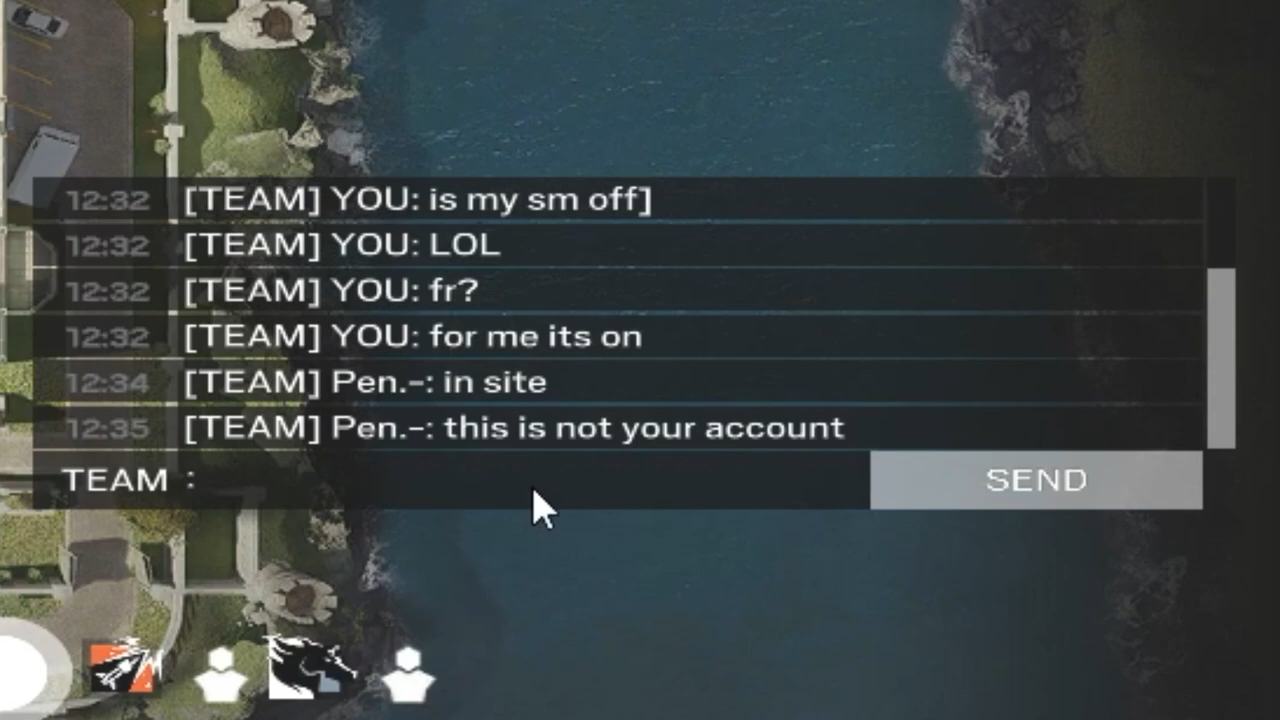 12:32 [TEAM] YOU: is my sm off]
12:32 [TEAM] YOU: LOL
12:32 [TEAM] YOU: fr?
12:32 [TEAM] YOU: for me its on
12:34 [TEAM] Pen.-: in site
12:35 [TEAM] Pen.-: this is not your account
TEAM : SEND